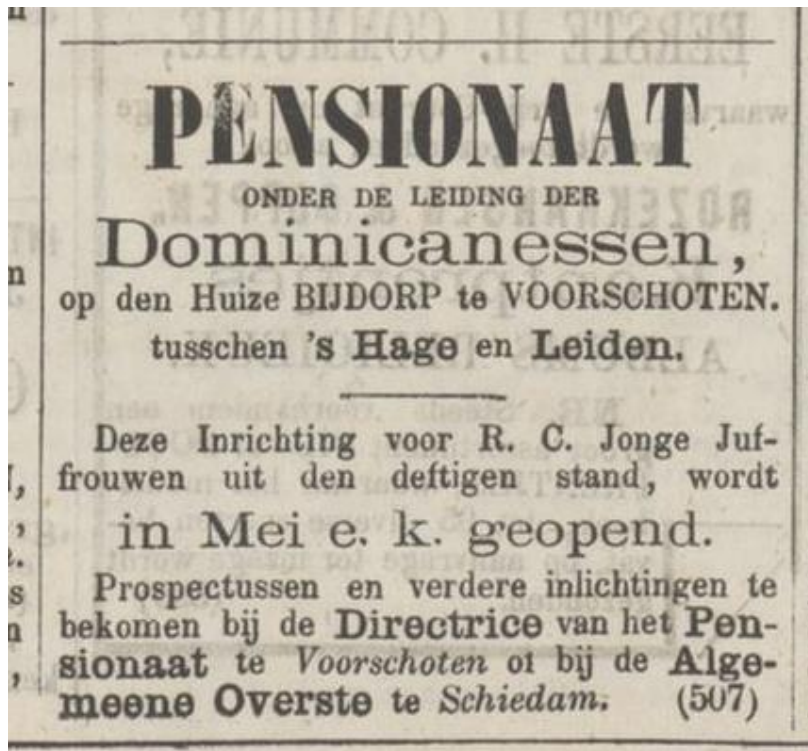 PENSIONAAT
ONDER DE LEIDING DER
Dominicanessen,
op den Huize BIJDORP te VOORSCHOTEN.
tusschen 's Hage en Leiden.
Deze Inrichting voor R. C. Jonge Juf-
frouwen uit den deftigen stand, wordt
in Mei e. k. geopend.
Prospectussen en verdere inlichtingen te
bekomen bij de Directrice van het Pen-
sionaat te Voorschoten of bij de Alge-
meene Overste te Schiedam. (507)